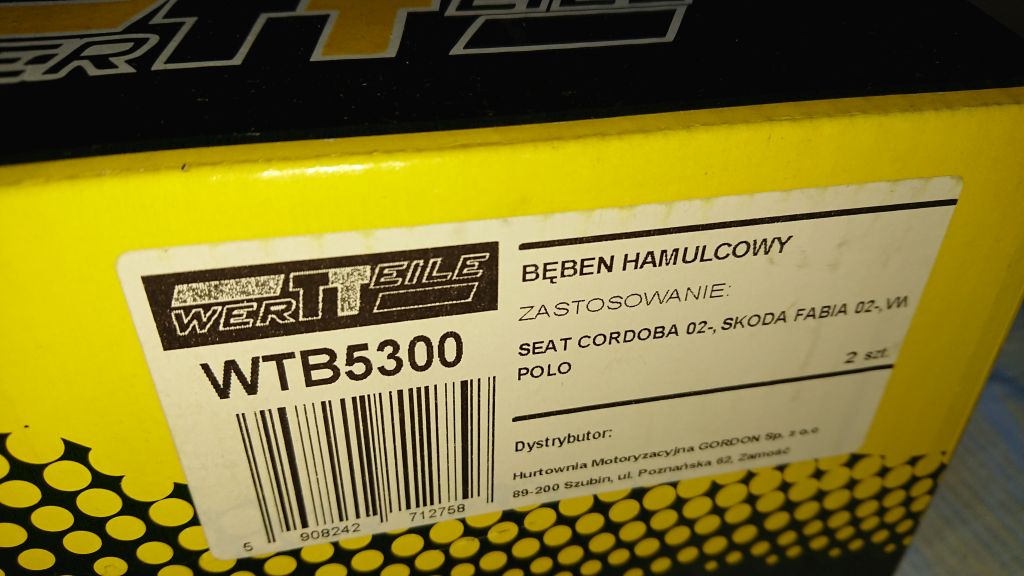 WERTTEILE
WERTTEILE
WTB5300
5 908242 712758
BĘBEN HAMULCOWY
ZASTOSOWANIE:
SEAT CORDOBA 02-, SKODA FABIA 02-, VW
POLO
2 szt.
Dystrybutor:
Hurtownia Motoryzacyjna GORDON Sp. z o.o
89-200 Szubin, ul. Poznańska 62, Zamość